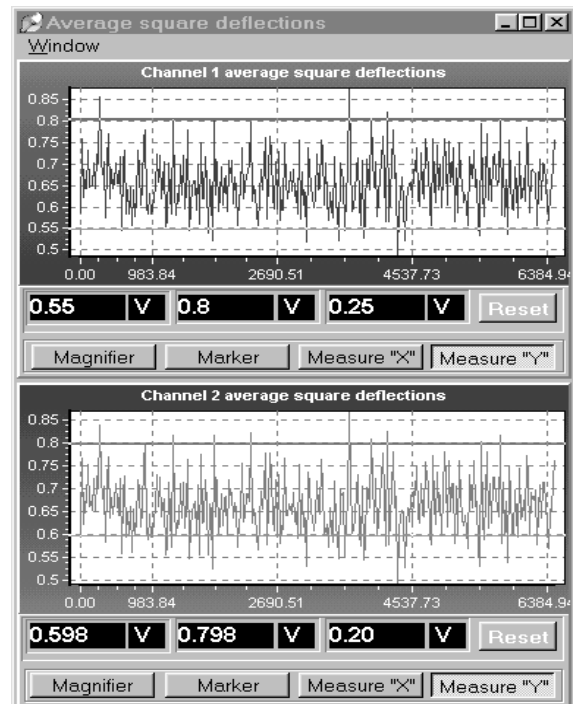 Average square deflections
Window
Channel 1 average square deflections
0.85
0.8
0.75
0.7
0.65
0.6
0.55
0.5
0.00 983.84 2690.51 4537.73 6384.94
0.55 V 0.8 V 0.25 V Reset
Magnifier Marker Measure "X" Measure "Y"
Channel 2 average square deflections
0.85
0.8
0.75
0.7
0.65
0.6
0.55
0.5
0.00 983.84 2690.51 4537.73 6384.94
0.598 V 0.798 V 0.20 V Reset
Magnifier Marker Measure "X" Measure "Y"